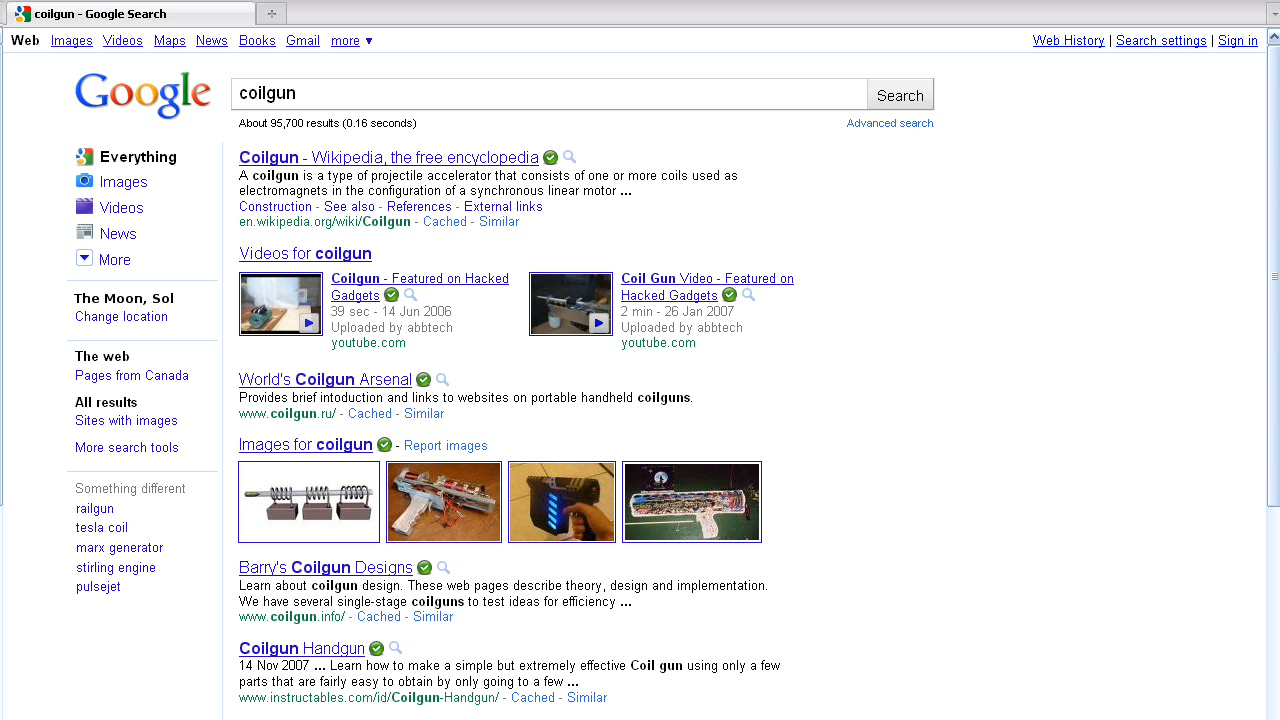 coilgun - Google Search
Web Images Videos Maps News Books Gmail more ▼
Web History | Search settings | Sign in
Google
coilgun
Search
About 95,700 results (0.16 seconds)
Advanced search
Everything
Images
Videos
News
More
The Moon, Sol
Change location
The web
Pages from Canada
All results
Sites with images
More search tools
Something different
railgun
tesla coil
marx generator
stirling engine
pulsejet
Coilgun - Wikipedia, the free encyclopedia
A coilgun is a type of projectile accelerator that consists of one or more coils used as
electromagnets in the configuration of a synchronous linear motor ...
Construction - See also - References - External links
en.wikipedia.org/wiki/Coilgun - Cached - Similar
Videos for coilgun
Coilgun - Featured on Hacked
Gadgets
39 sec - 14 Jun 2006
Uploaded by abbtech
youtube.com
Coil Gun Video - Featured on
Hacked Gadgets
2 min - 26 Jan 2007
Uploaded by abbtech
youtube.com
World's Coilgun Arsenal
Provides brief intoduction and links to websites on portable handheld coilguns.
www.coilgun.ru/ - Cached - Similar
Images for coilgun - Report images
Barry's Coilgun Designs
Learn about coilgun design. These web pages describe theory, design and implementation.
We have several single-stage coilguns to test ideas for efficiency ...
www.coilgun.info/ - Cached - Similar
Coilgun Handgun
14 Nov 2007 ... Learn how to make a simple but extremely effective Coil gun using only a few
parts that are fairly easy to obtain by only going to a few ...
www.instructables.com/id/Coilgun-Handgun/ - Cached - Similar